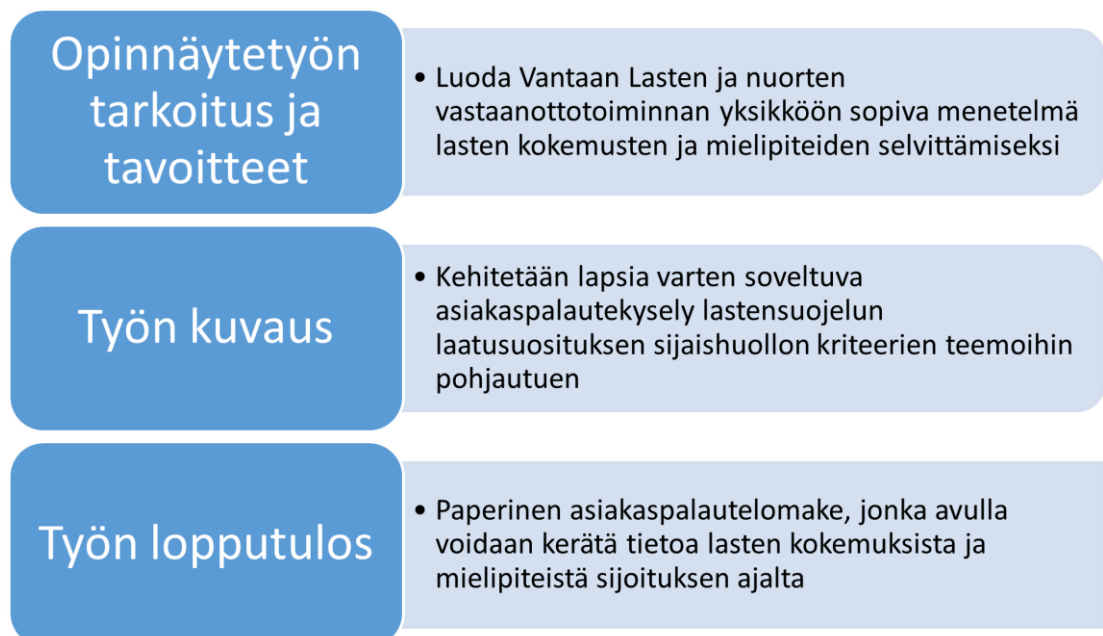 Opinnäytetyön
tarkoitus ja
tavoitteet
• Luoda Vantaan Lasten ja nuorten
vastaanottotoiminnan yksikköön sopiva menetelmä
lasten kokemusten ja mielipiteiden selvittämiseksi
Työn kuvaus
• Kehitetään lapsia varten soveltuva
asiakaspalautekysely lastensuojelun
laatusuosituksen sijaishuollon kriteerien teemoihin
pohjautuen
Työn lopputulos
• Paperinen asiakaspalautelomake, jonka avulla
voidaan kerätä tietoa lasten kokemuksista ja
mielipiteistä sijoituksen ajalta